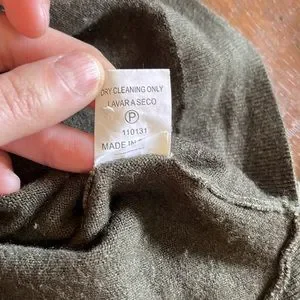 DRY CLEANING ONLY
LAVAR A SECO
P
110131
MADE IN